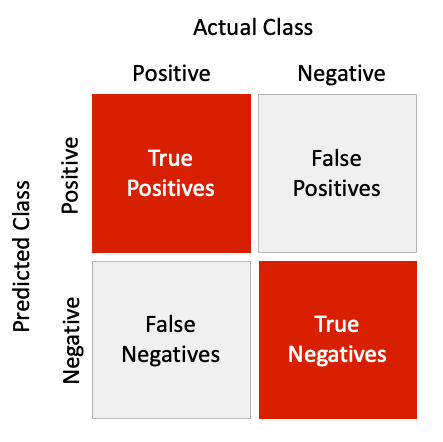 Actual Class
Positive
Negative
Predicted Class
Positive
True
Positives
False
Positives
Negative
False
Negatives
True
Negatives